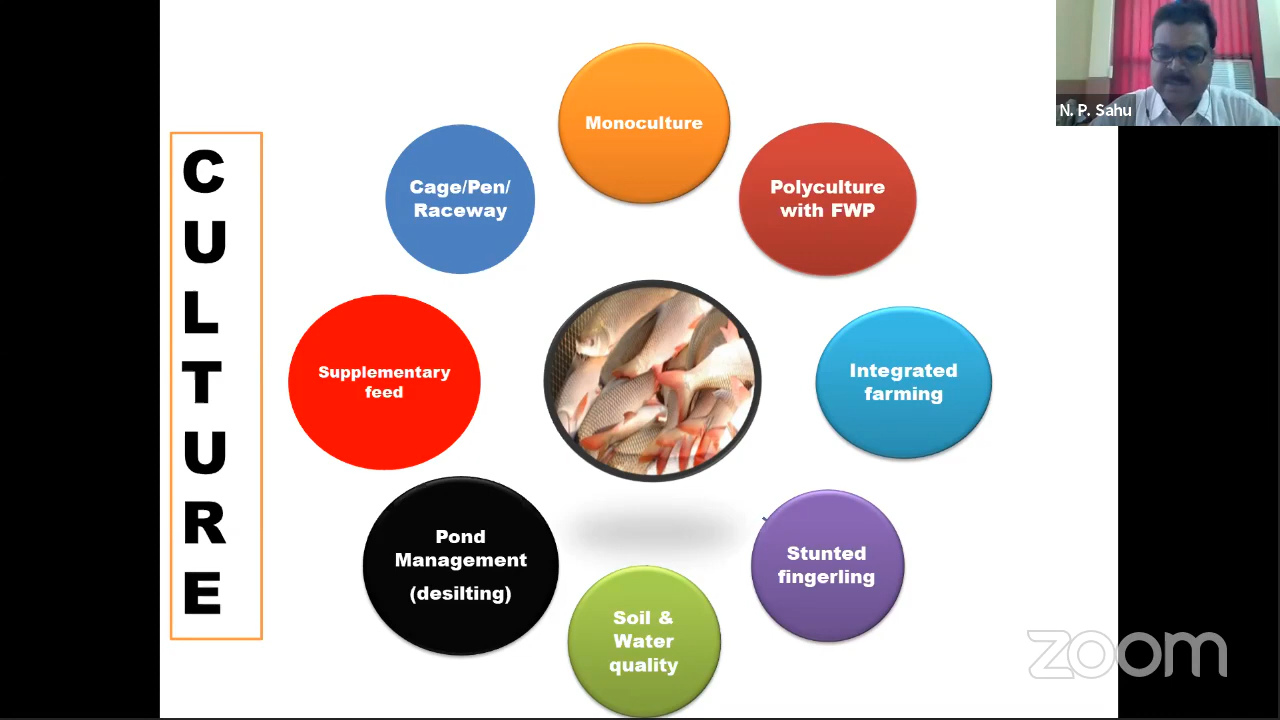 CULTURE
Monoculture
Polyculture
with FWP
Integrated
farming
Stunted
fingerling
Soil &
Water
quality
Pond
Management
(desilting)
Supplementary
feed
Cage/Pen/
Raceway
N. P. Sahu
zoom